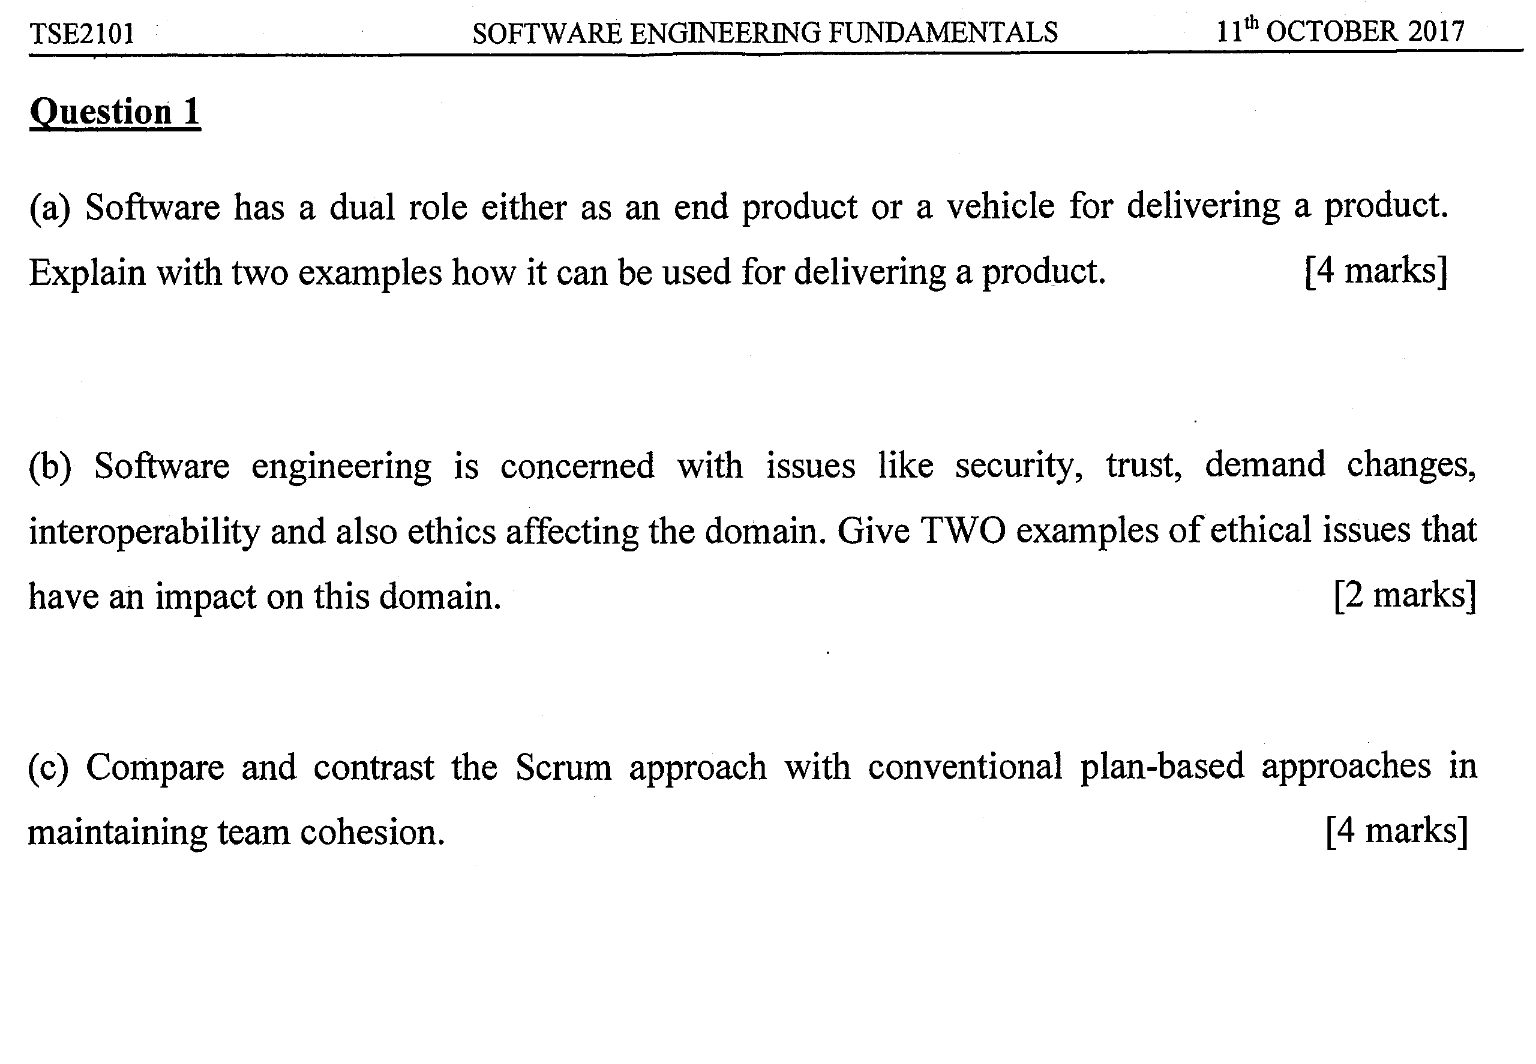 TSE2101 SOFTWARE ENGINEERING FUNDAMENTALS 11th OCTOBER 2017
Question 1
(a) Software has a dual role either as an end product or a vehicle for delivering a product.
Explain with two examples how it can be used for delivering a product. [4 marks]
(b) Software engineering is concerned with issues like security, trust, demand changes,
interoperability and also ethics affecting the domain. Give TWO examples of ethical issues that
have an impact on this domain. [2 marks]
(c) Compare and contrast the Scrum approach with conventional plan-based approaches in
maintaining team cohesion. [4 marks]